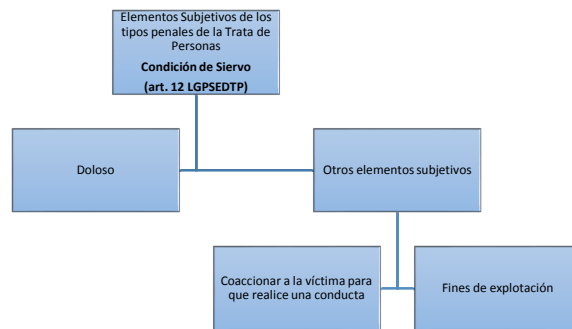 Elementos Subjetivos de los
tipos penales de la Trata de
Personas
Condición de Siervo
(art. 12 LGPSEDTP)
Doloso
Otros elementos subjetivos
Coaccionar a la víctima para
que realice una conducta
Fines de explotación